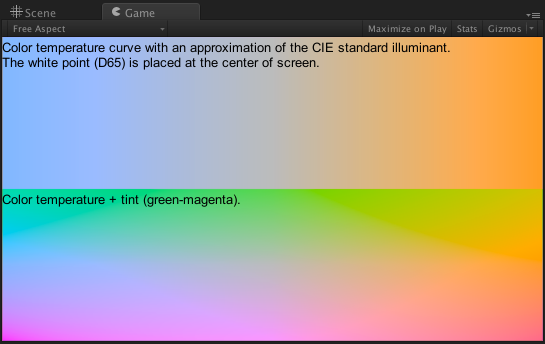 Scene Game
Free Aspect Maximize on Play Stats Gizmos
Color temperature curve with an approximation of the CIE standard illuminant.
The white point (D65) is placed at the center of screen.
Color temperature + tint (green-magenta).